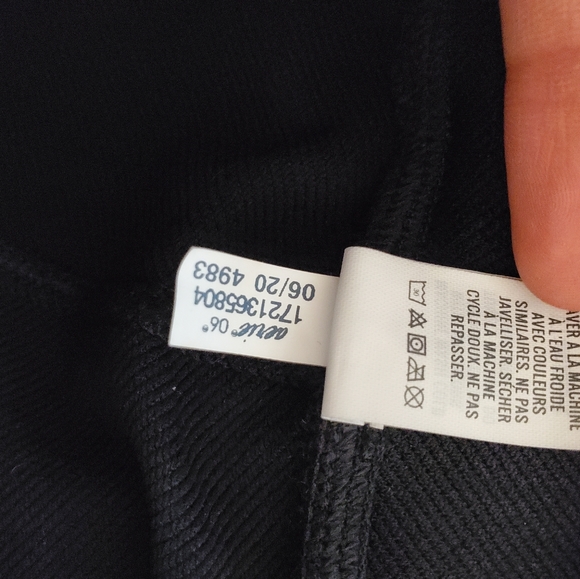 aerie® 06®
1721365804
06/20 4983
AVER À LA MACHINE
À L'EAU FROIDE
AVEC COULEURS
SIMILAIRES. NE PAS
JAVELLISER. SÉCHER
À LA MACHINE
CYCLE DOUX. NE PAS
REPASSER.